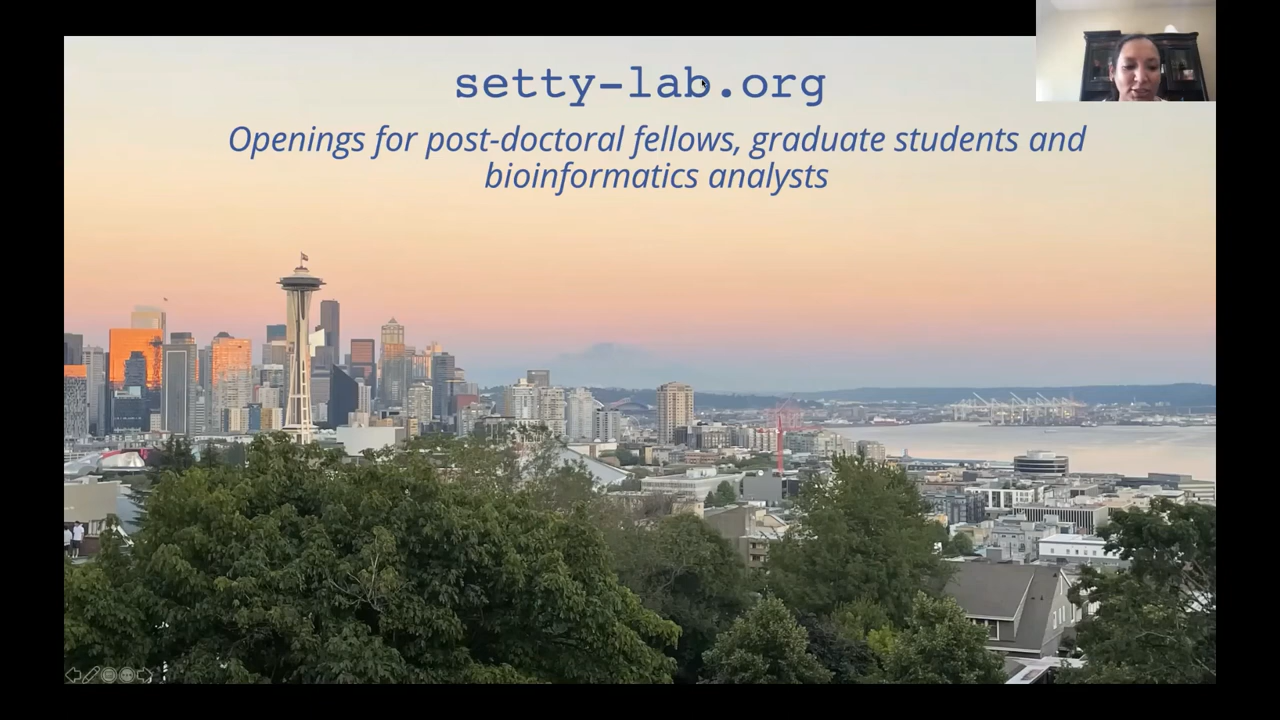 setty-lab.org
Openings for post-doctoral fellows, graduate students and
bioinformatics analysts